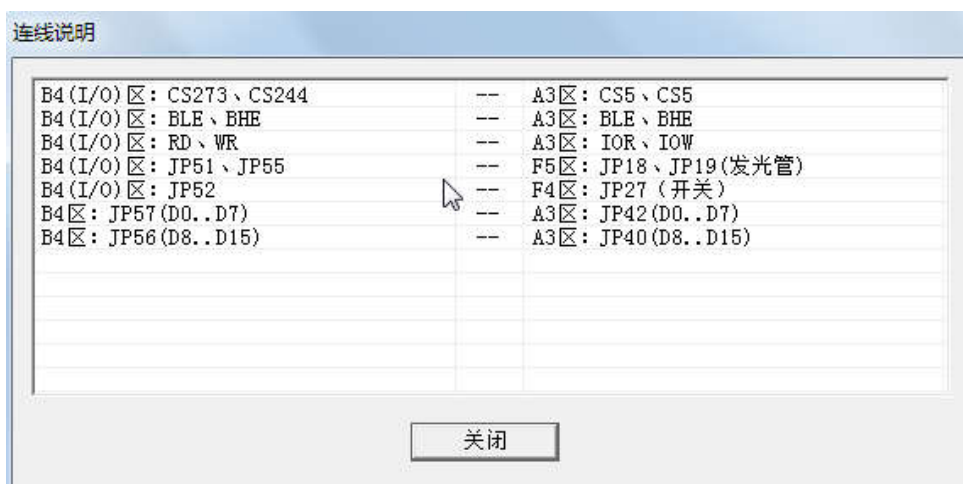 连线说明
B4(I/O)区: CS273、CS244 -- A3区: CS5、CS5
B4(I/O)区: BLE、BHE -- A3区: BLE、BHE
B4(I/O)区: RD、WR -- A3区: IOR、IOW
B4(I/O)区: JP51、JP55 -- F5区: JP18、JP19(发光管)
B4(I/O)区: JP52 -- F4区: JP27（开关）
B4区: JP57(D0..D7) -- A3区: JP42(D0..D7)
B4区: JP56(D8..D15) -- A3区: JP40(D8..D15)
关闭